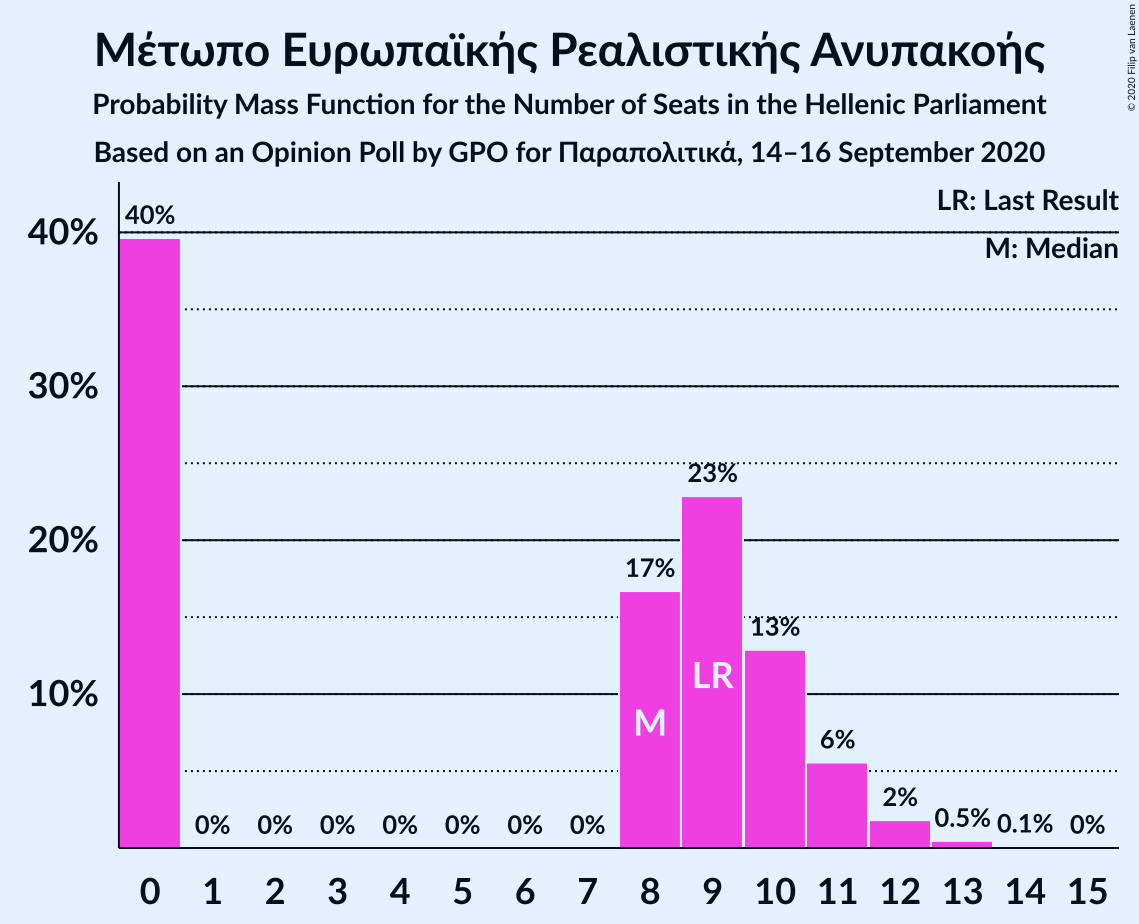 Μέτωπο Ευρωπαϊκής Ρεαλιστικής Ανυπακοής
Probability Mass Function for the Number of Seats in the Hellenic Parliament
Based on an Opinion Poll by GPO for Παραπολιτικά, 14–16 September 2020
© 2020 Filip van Laenen
LR: Last Result
M: Median
40%
30%
20%
10%
40%
0%
0%
0%
0%
0%
0%
0%
17%
23%
13%
6%
2%
0.5%
0.1%
0%
M
LR
0 1 2 3 4 5 6 7 8 9 10 11 12 13 14 15